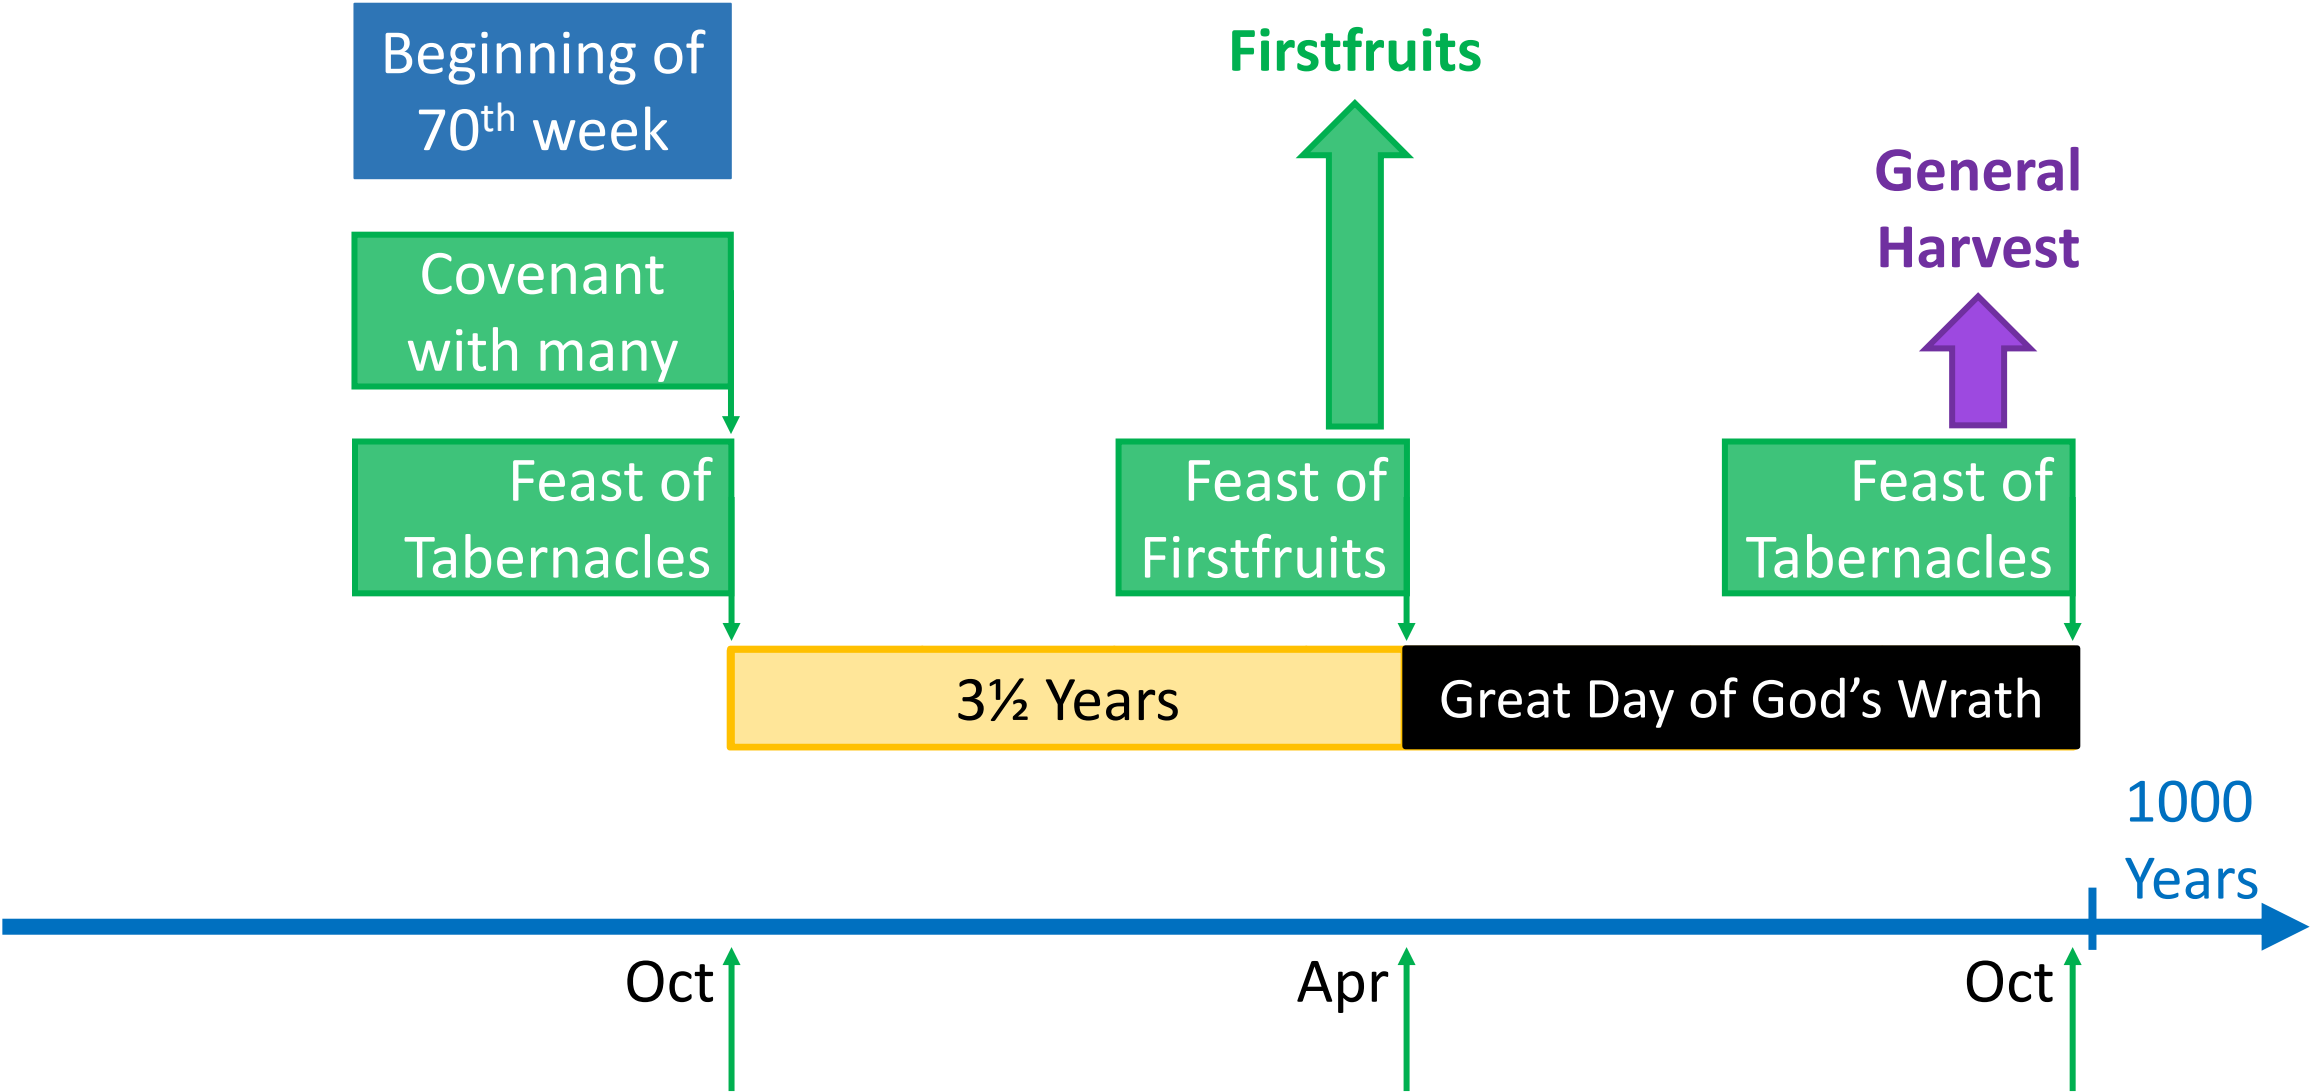 Beginning of
70th week
Covenant
with many
Feast of
Tabernacles
Firstfruits
Feast of
Firstfruits
General
Harvest
Feast of
Tabernacles
3½ Years
Great Day of God’s Wrath
1000
Years
Oct
Apr
Oct